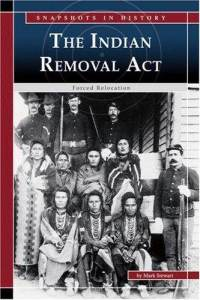 SNAPSHOTS IN HISTORY
THE INDIAN
REMOVAL ACT
Forced Relocation
by Mark Stewart